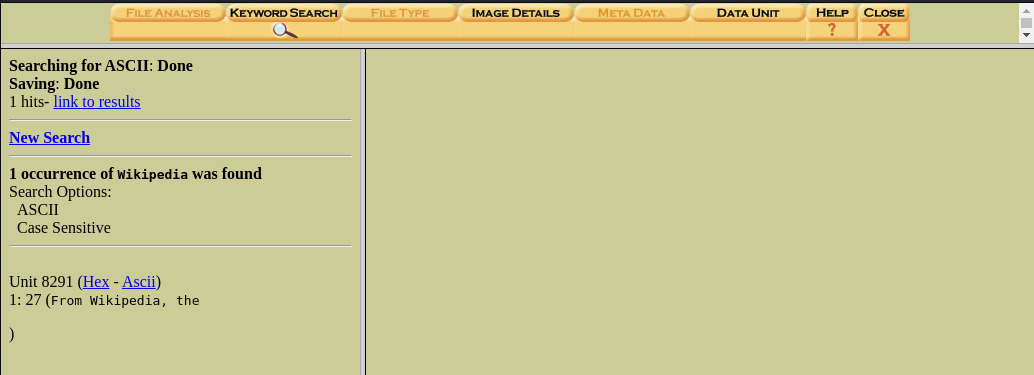 FILE ANALYSIS KEYWORD SEARCH FILE TYPE IMAGE DETAILS META DATA DATA UNIT HELP CLOSE
? X
Searching for ASCII: Done
Saving: Done
1 hits- link to results
New Search
1 occurrence of Wikipedia was found
Search Options:
ASCII
Case Sensitive
Unit 8291 (Hex - Ascii)
1: 27 (From Wikipedia, the
)